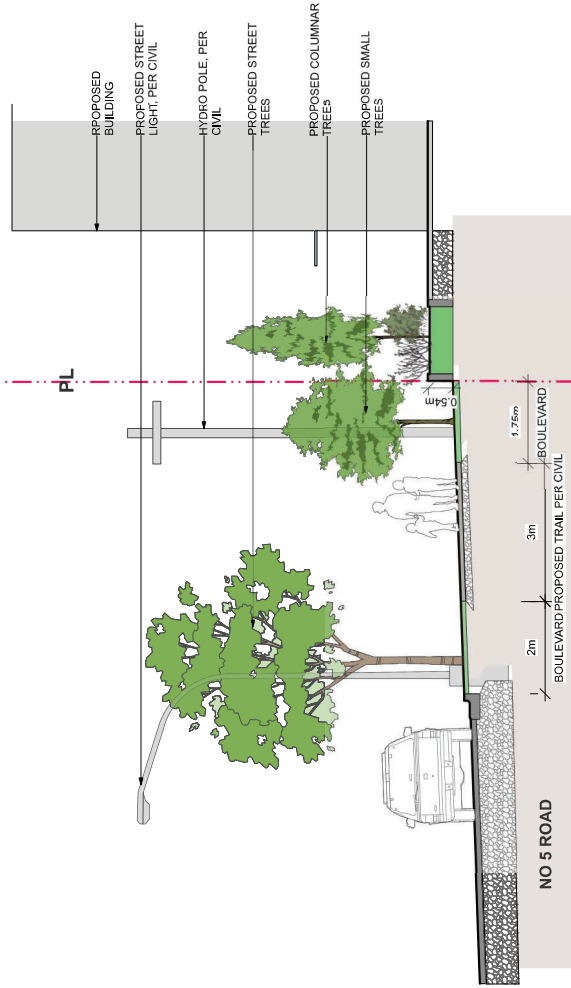 RPOPOSED
BUILDING
PROPOSED STREET
LIGHT, PER CIVIL
HYDRO POLE, PER
CIVIL
PROPOSED STREET
TREES
PROPOSED COLUMNAR
TREES
PROPOSED SMALL
TREES
PL
0.54m
1.75m
BOULEVARD
3m
PROPOSED TRAIL PER CIVIL
2m
BOULEVARD
NO 5 ROAD